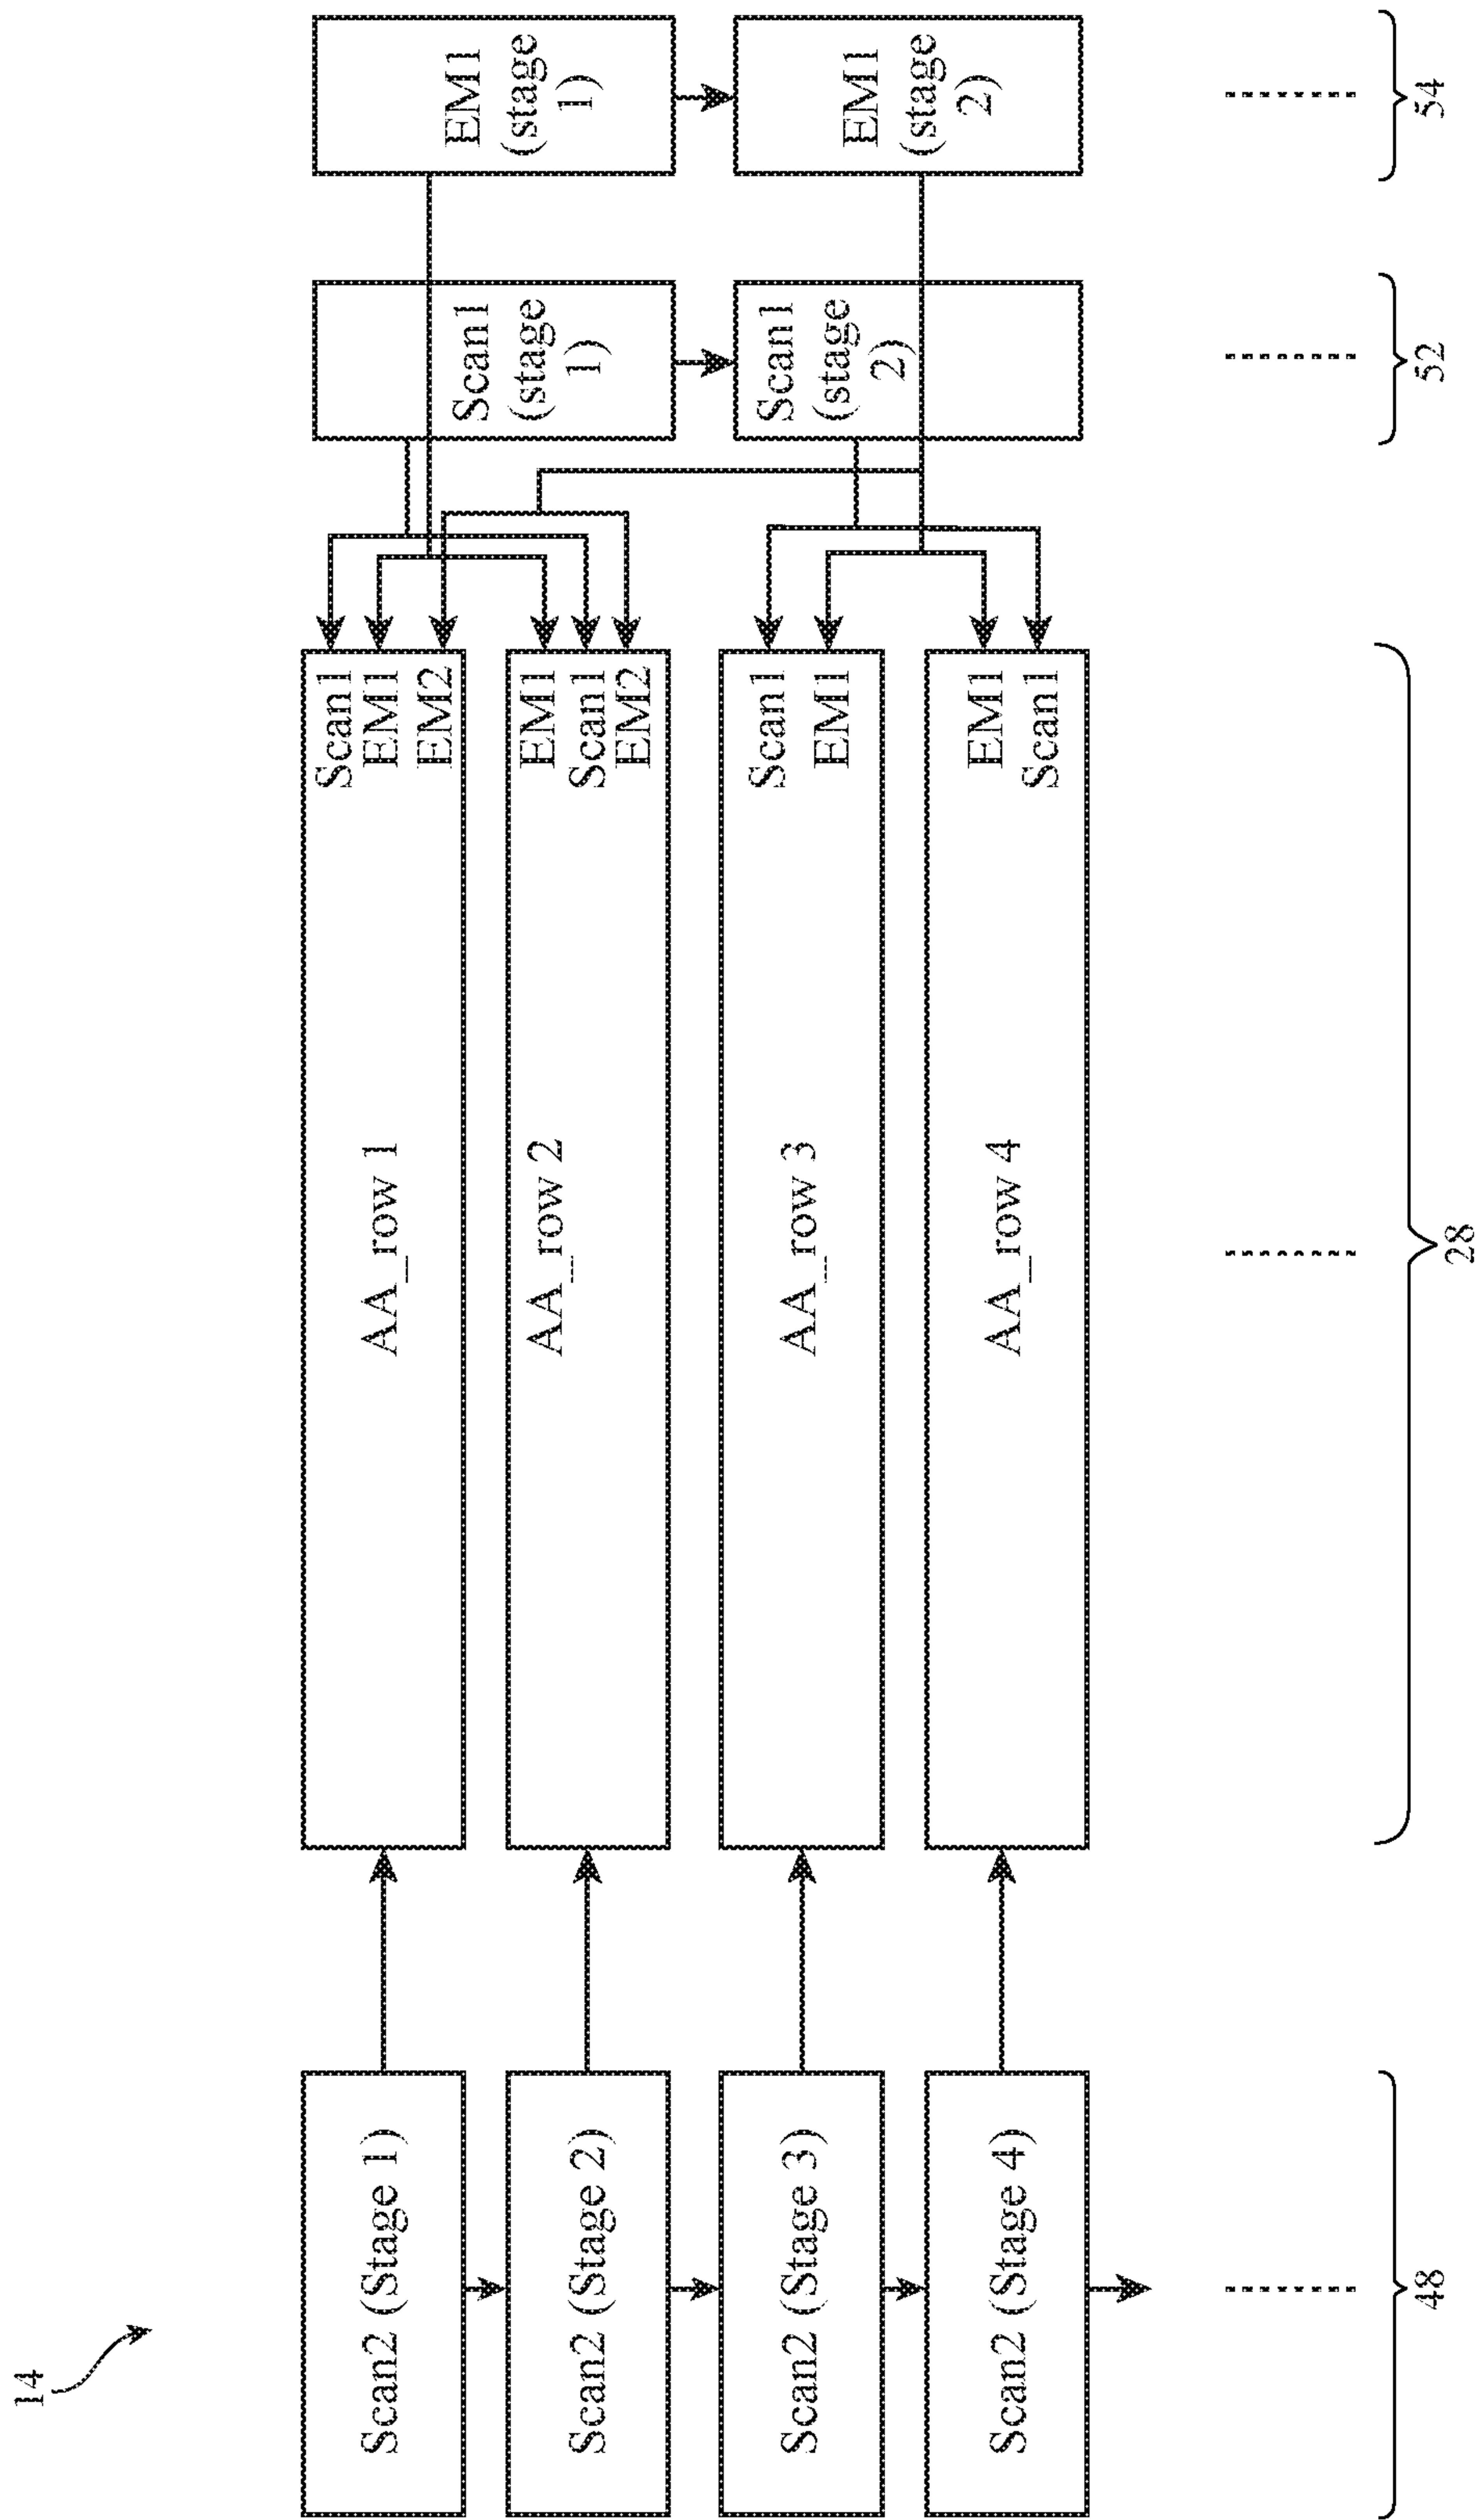 14
Scan2 (Stage 1)
AA_row 1
Scan1
EM1
EM2
Scan1
(stage
1)
EM1
(stage
1)
Scan2 (Stage 2)
AA_row 2
EM1
Scan1
EM2
Scan2 (Stage 3)
AA_row 3
Scan1
EM1
Scan1
(stage
2)
EM1
(stage
2)
Scan2 (Stage 4)
AA_row 4
EM1
Scan1
48
28
52
54